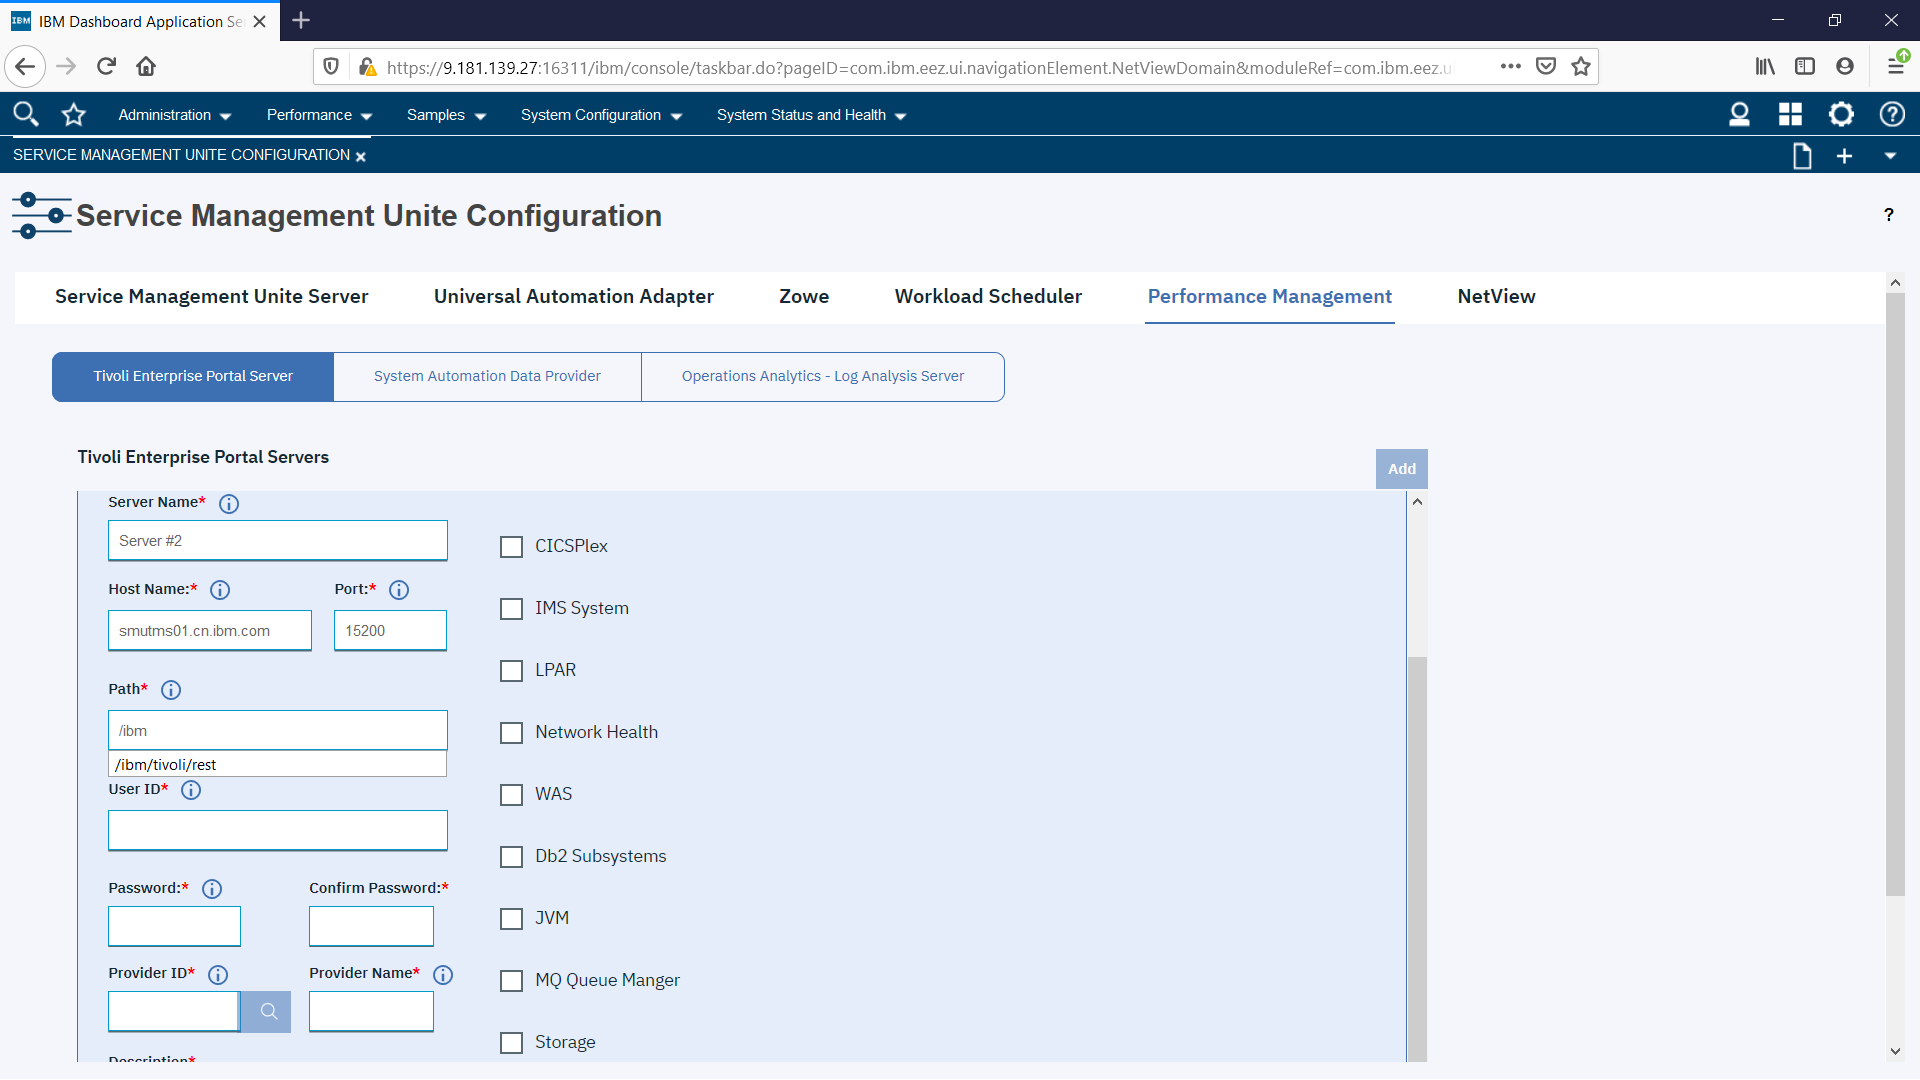 IBM
IBM Dashboard Application Se
https://9.181.139.27:16311/ibm/console/taskbar.do?pageID=com.ibm.eez.ui.navigationElement.NetViewDomain&moduleRef=com.ibm.eez.u
Administration
Performance
Samples
System Configuration
System Status and Health
SERVICE MANAGEMENT UNITE CONFIGURATION
Service Management Unite Configuration
?
Service Management Unite Server
Universal Automation Adapter
Zowe
Workload Scheduler
Performance Management
NetView
Tivoli Enterprise Portal Server
System Automation Data Provider
Operations Analytics - Log Analysis Server
Tivoli Enterprise Portal Servers
Add
Server Name*
Server #2
Host Name:*
Port:*
smutms01.cn.ibm.com
15200
Path*
/ibm
/ibm/tivoli/rest
User ID*
Password:*
Confirm Password:*
Provider ID*
Provider Name*
Description*
CICSPlex
IMS System
LPAR
Network Health
WAS
Db2 Subsystems
JVM
MQ Queue Manger
Storage